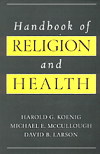 HANDBOOK OF
RELIGION
and
HEALTH
HAROLD G. KOENIG
MICHAEL E. McCULLOUGH
DAVID B. LARSON